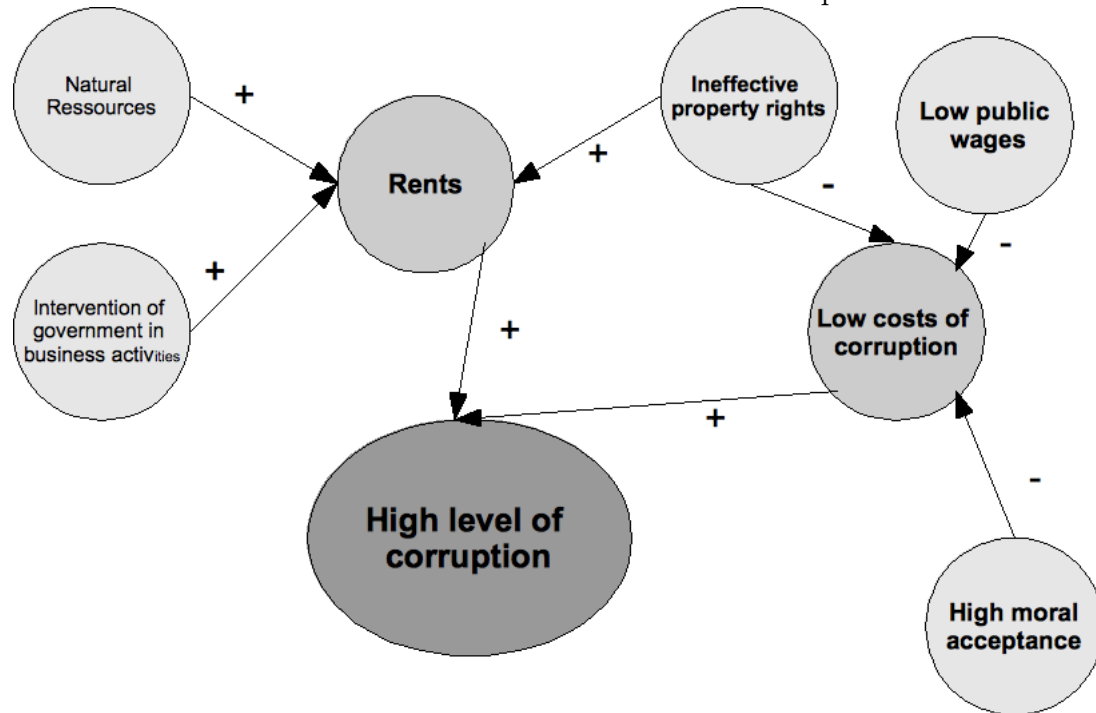 Natural
Ressources
+
Ineffective
property rights
Low public
wages
+
Rents
-
-
+
Intervention of
government in
business activities
+
Low costs of
corruption
+
+
High level of
corruption
-
High moral
acceptance